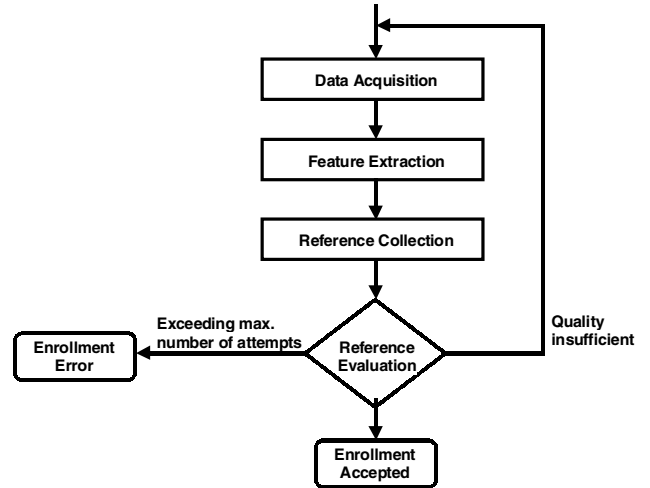 Data Acquisition
Feature Extraction
Reference Collection
Exceeding max.
number of attempts
Quality
insufficient
Enrollment
Error
Reference
Evaluation
Enrollment
Accepted